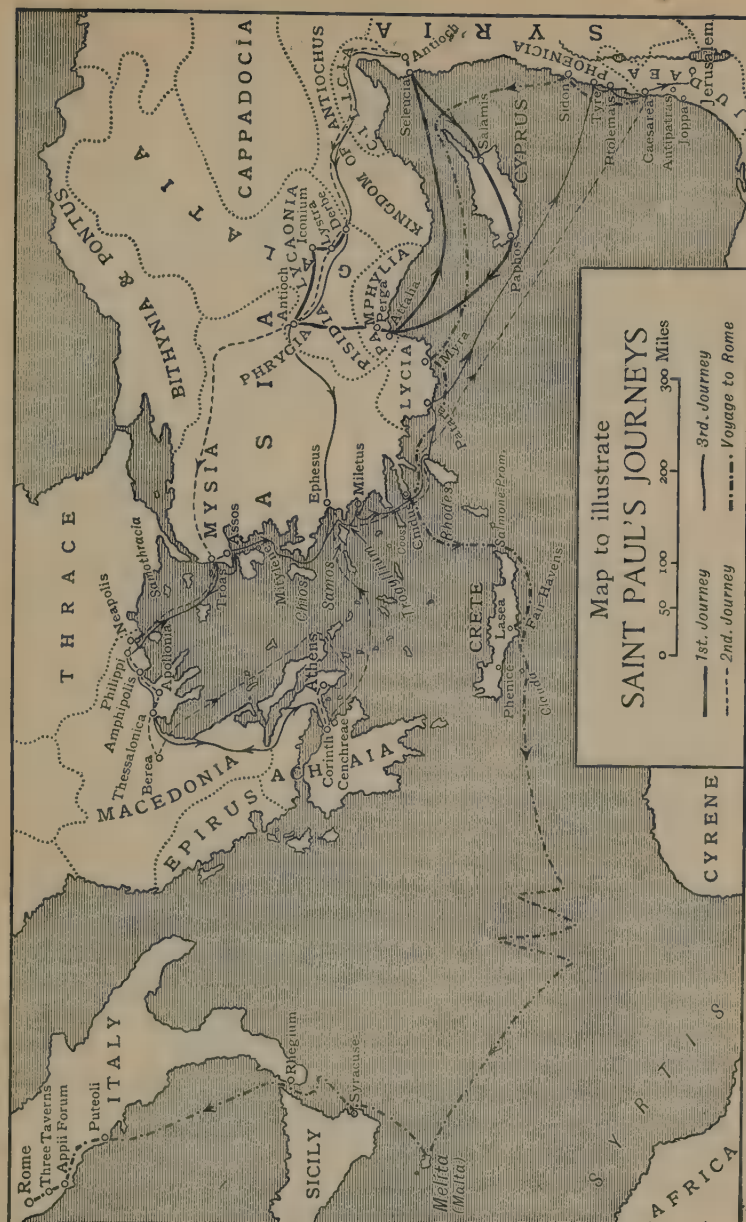 Map to illustrate
SAINT PAUL'S JOURNEYS
0 50 100 200 300 Miles
1st. Journey
3rd. Journey
2nd. Journey
Voyage to Rome
Rome
Three Taverns
Appii Forum
Puteoli
ITALY
Rhegium
SICILY
Syracuse
Melita
(Malta)
AFRICA
SYRTIS
CYRENE
THRACE
MACEDONIA
EPIRUS
ACHAIA
Philippi
Neapolis
Amphipolis
Apollonia
Thessalonica
Berea
Samothracia
Athens
Corinth
Cenchreae
BITHYNIA & PONTUS
MYSIA
ASIA
Troas
Assos
Mitylene
Chios
Samos
Trogyllium
Ephesus
Miletus
Coos
Cnidus
Rhodes
Patara
Myra
LYCIA
PHRYGIA
PISIDIA
PAMPHYLIA
Perga
Attalia
Antioch
LYCAONIA
Iconium
Lystra
Derbe
GALATIA
CAPPADOCIA
KINGDOM OF ANTIOCHUS
CILICIA
SYRIA
Antioch
Seleucia
Salamis
CYPRUS
Paphos
PHOENICIA
Sidon
Tyre
Ptolemais
Caesarea
Antipatrus
Joppa
Jerusalem
JUDAEA
CRETE
Salmone Prom.
Lasea
Fair Havens
Phenice
Clauda